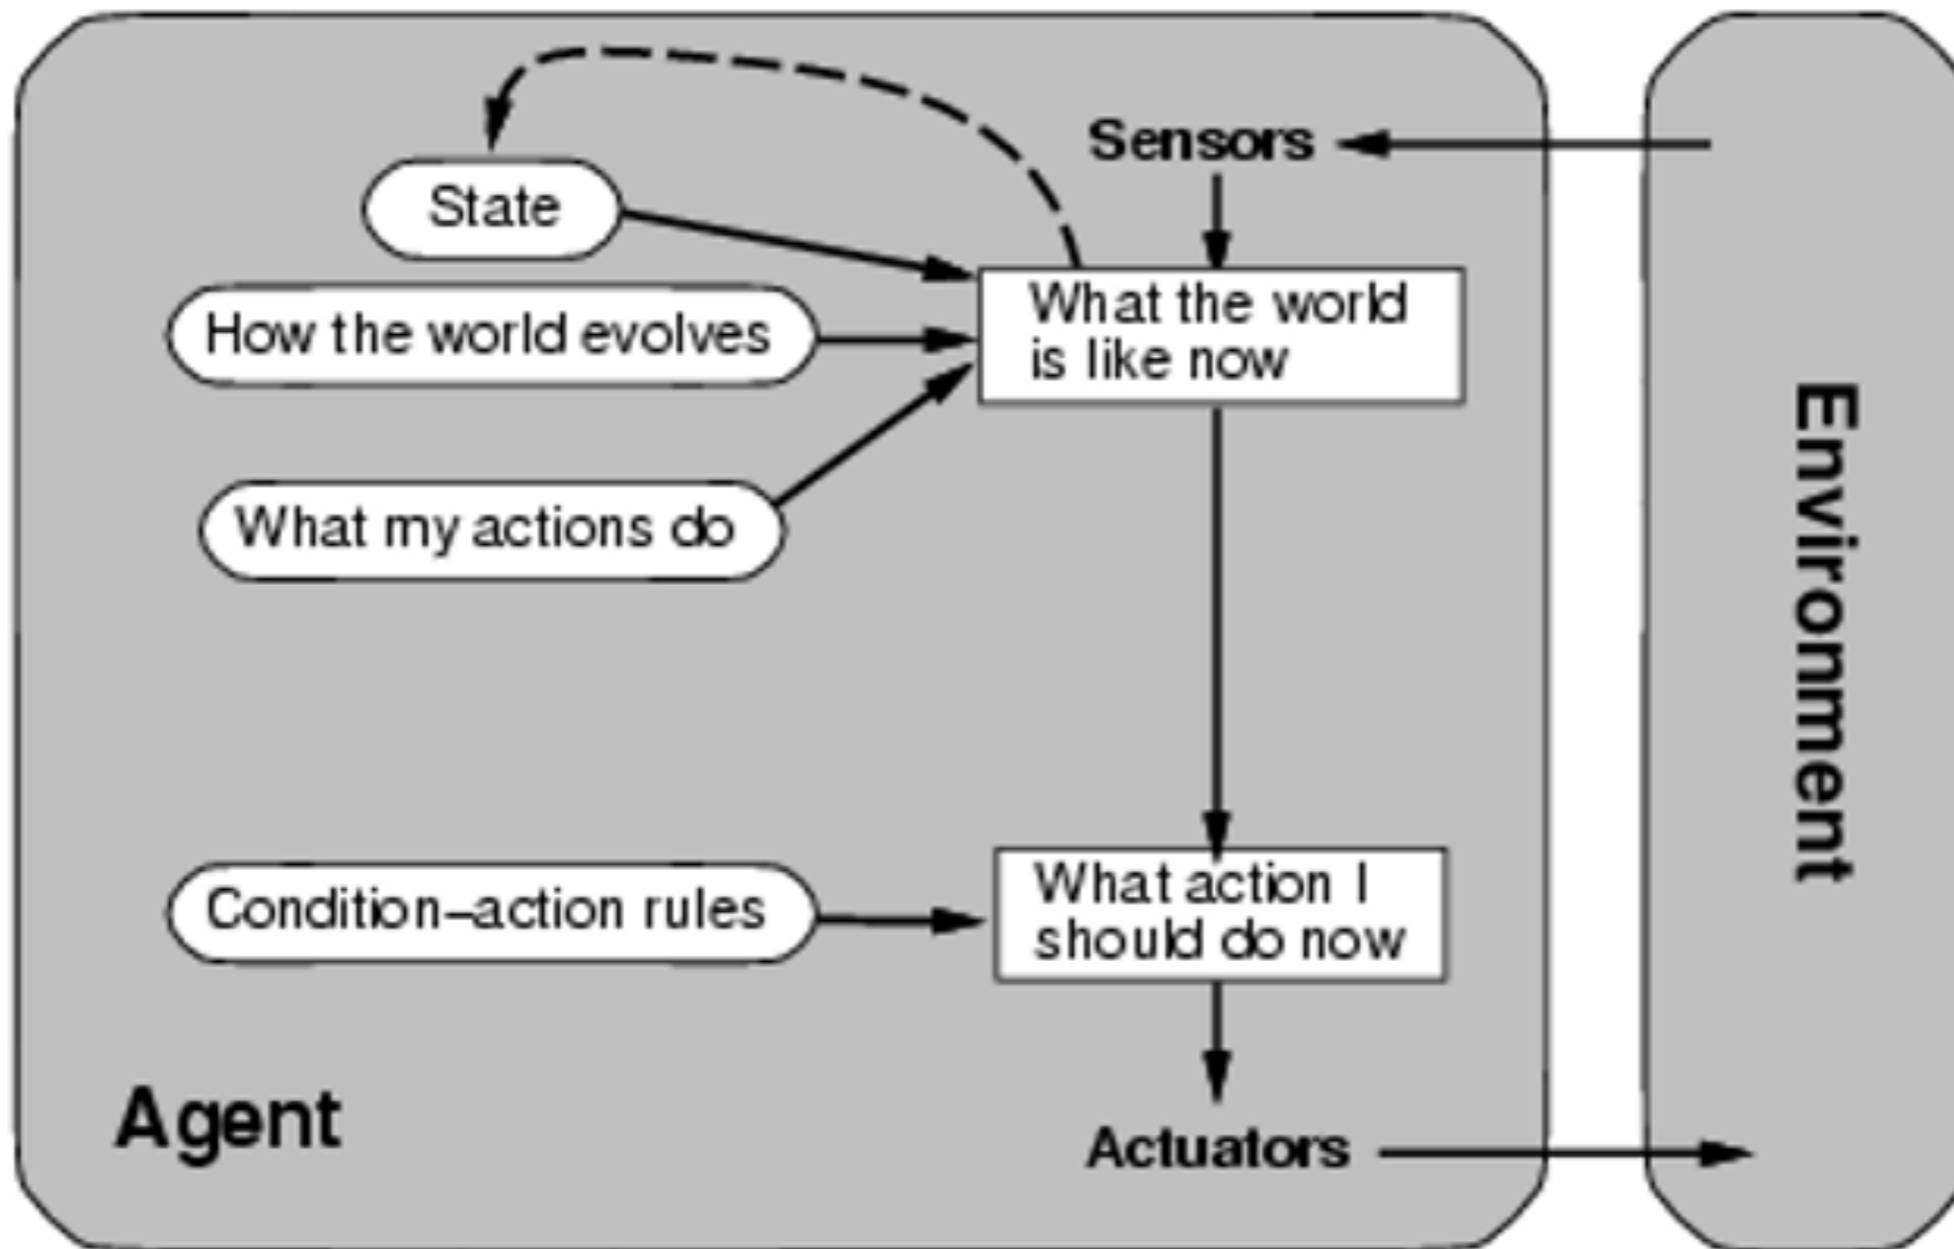 Sensors
State
What the world
is like now
How the world evolves
What my actions do
Environment
Condition–action rules
What action I
should do now
Agent
Actuators